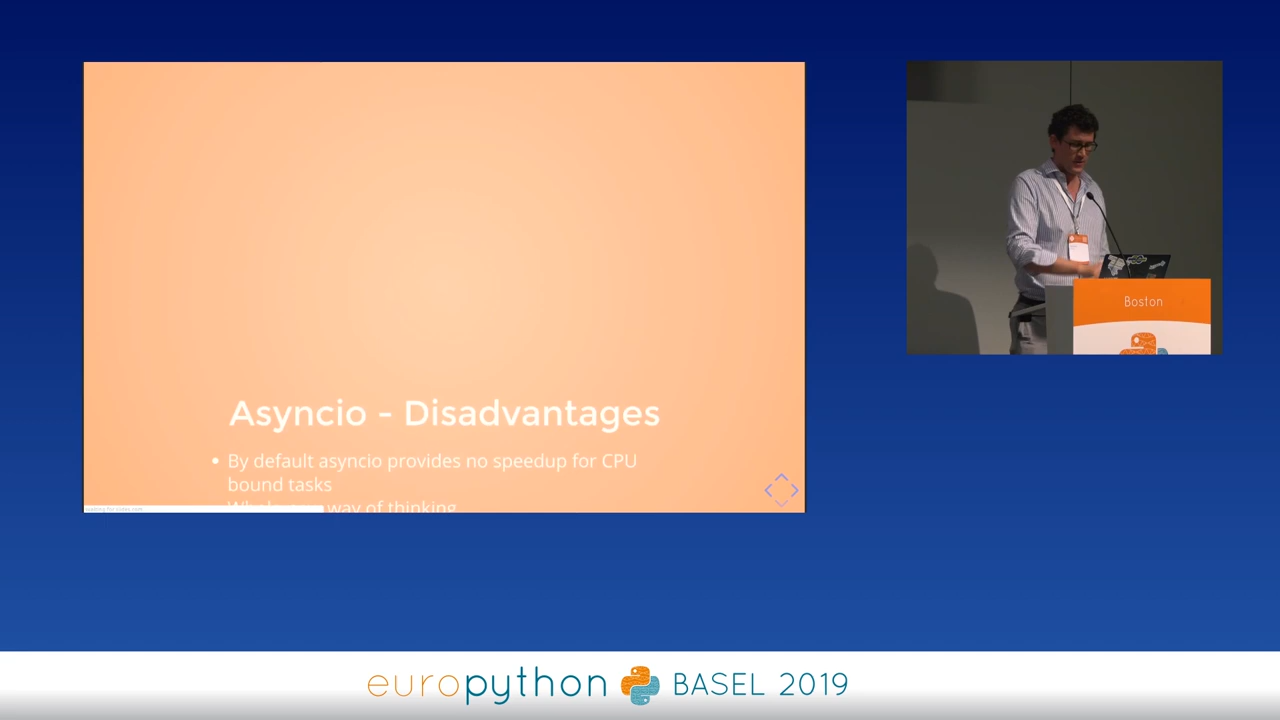 Asyncio - Disadvantages
• By default asyncio provides no speedup for CPU
bound tasks
way of thinking
Boston
europython BASEL 2019